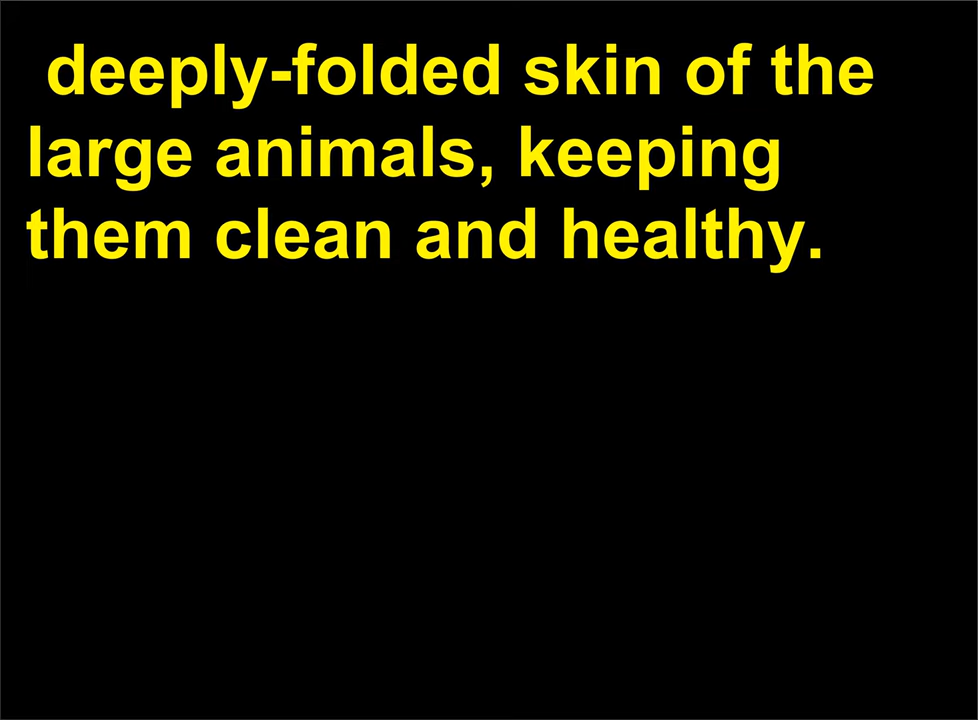 deeply-folded skin of the
large animals, keeping
them clean and healthy.